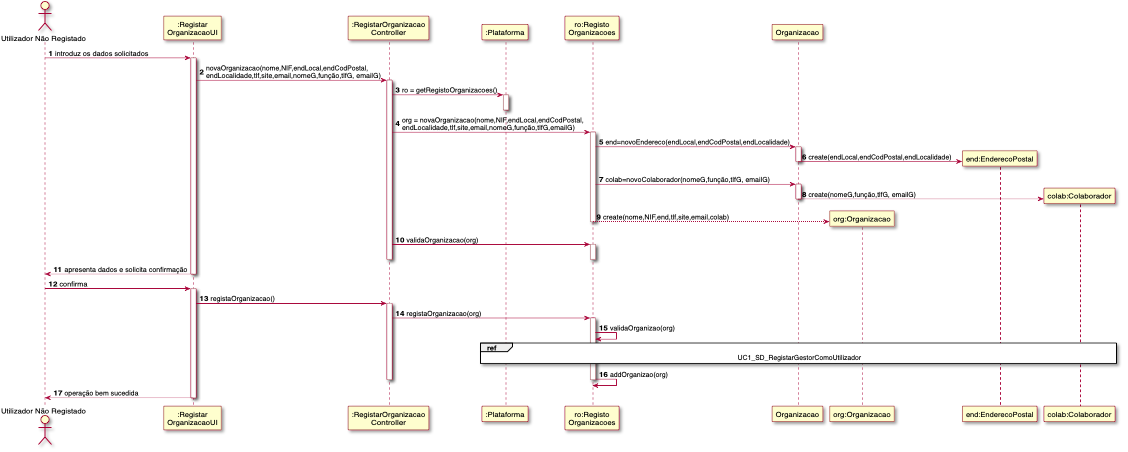 Utilizador Não Registado
:Registar
OrganizacaoUI
:RegistarOrganizacao
Controller
:Plataforma
ro:Registo
Organizacoes
Organizacao
1 introduz os dados solicitados
2 novaOrganizacao(nome,NIF,endLocal,endCodPostal,
endLocalidade,tlf,site,email,nomeG,função,tlfG, emailG)
3 ro = getRegistoOrganizacoes()
4 org = novaOrganizacao(nome,NIF,endLocal,endCodPostal,
endLocalidade,tlf,site,email,nomeG,função,tlfG,emailG)
5 end=novoEndereco(endLocal,endCodPostal,endLocalidade)
6 create(endLocal,endCodPostal,endLocalidade)
end:EnderecoPostal
7 colab=novoColaborador(nomeG,função,tlfG, emailG)
8 create(nomeG,função,tlfG, emailG)
colab:Colaborador
9 create(nome,NIF,end,tlf,site,email,colab)
org:Organizacao
10 validaOrganizacao(org)
11 apresenta dados e solicita confirmação
12 confirma
13 registaOrganizacao()
14 registaOrganizacao(org)
15 validaOrganizao(org)
ref
UC1_SD_RegistarGestorComoUtilizador
16 addOrganizao(org)
17 operação bem sucedida
Utilizador Não Registado
:Registar
OrganizacaoUI
:RegistarOrganizacao
Controller
:Plataforma
ro:Registo
Organizacoes
Organizacao
org:Organizacao
end:EnderecoPostal
colab:Colaborador